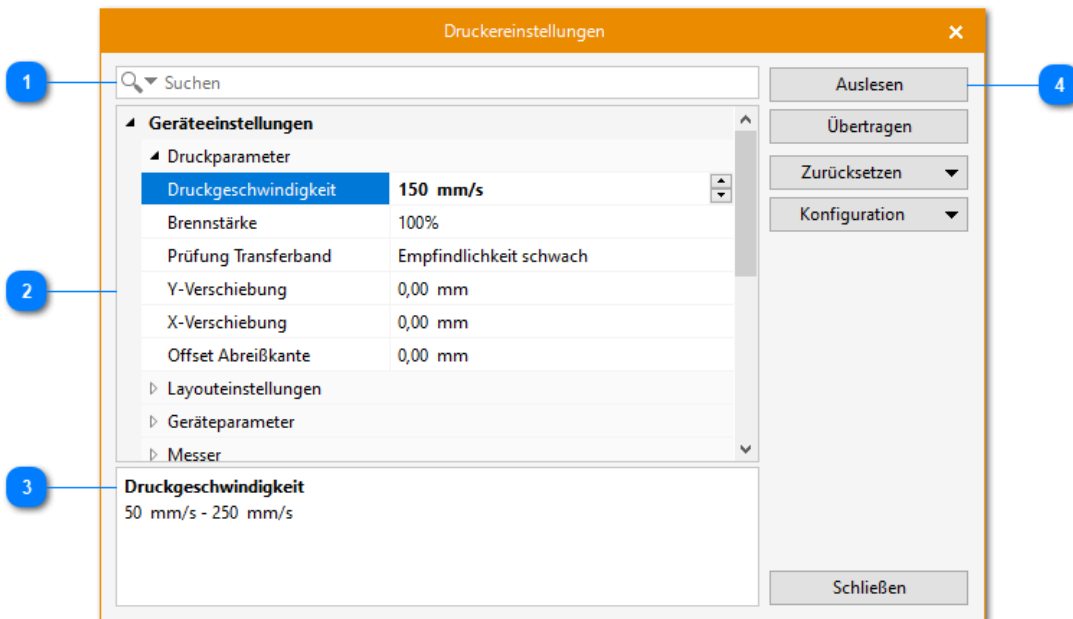 Druckereinstellungen
1
Suchen
Auslesen
4
Geräteeinstellungen
Übertragen
Druckparameter
Druckgeschwindigkeit 150 mm/s
Zurücksetzen
Brennstärke 100%
Konfiguration
Prüfung Transferband Empfindlichkeit schwach
2
Y-Verschiebung 0,00 mm
X-Verschiebung 0,00 mm
Offset Abreißkante 0,00 mm
Layouteinstellungen
Geräteparameter
Messer
3
Druckgeschwindigkeit
50 mm/s - 250 mm/s
Schließen